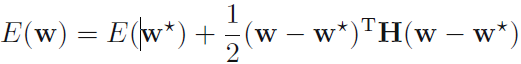 E(w) = E(w⋆) + 1/2 (w − w⋆)ᵀH(w − w⋆)